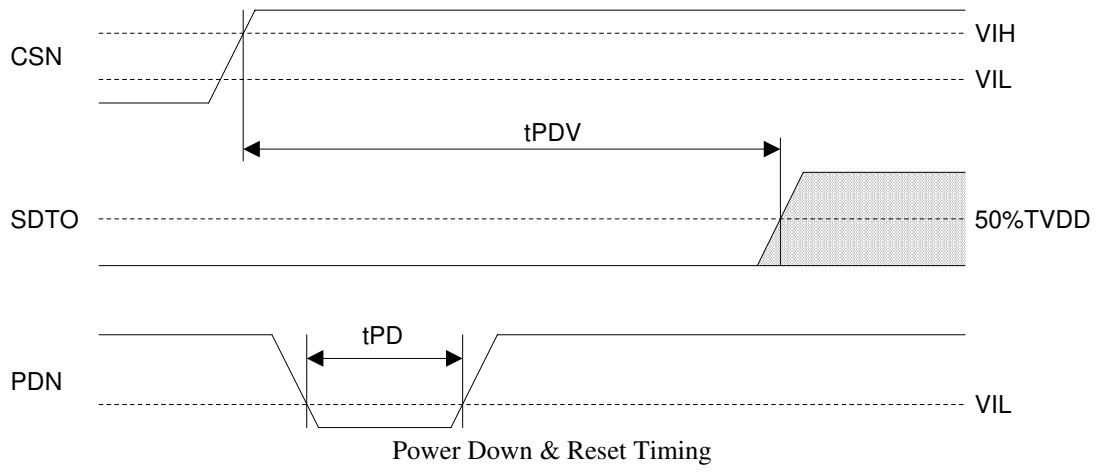 CSN
VIH
VIL
tPDV
SDTO
50%TVDD
tPD
PDN
VIL
Power Down & Reset Timing